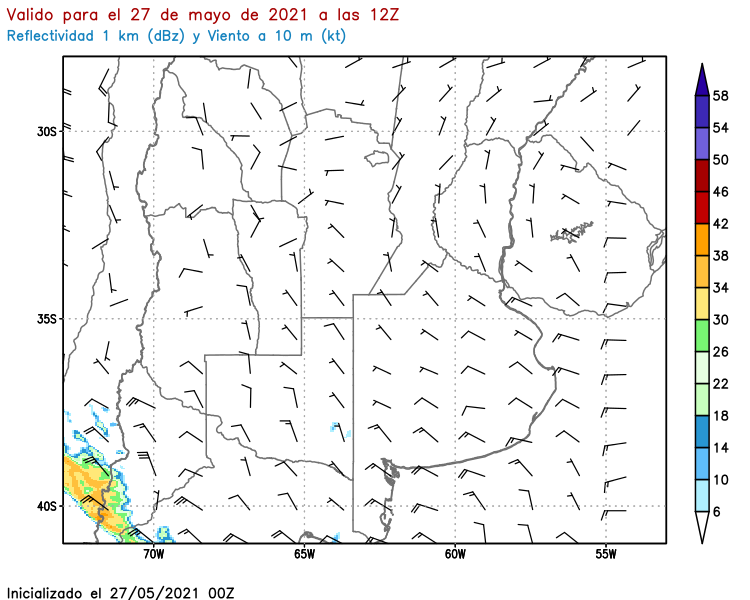 Valido para el 27 de mayo de 2021 a las 12Z
Reflectividad 1 km (dBz) y Viento a 10 m (kt)
58
54
50
46
42
38
34
30
26
22
18
14
10
6
30S
35S
40S
70W
65W
60W
55W
Inicializado el 27/05/2021 00Z